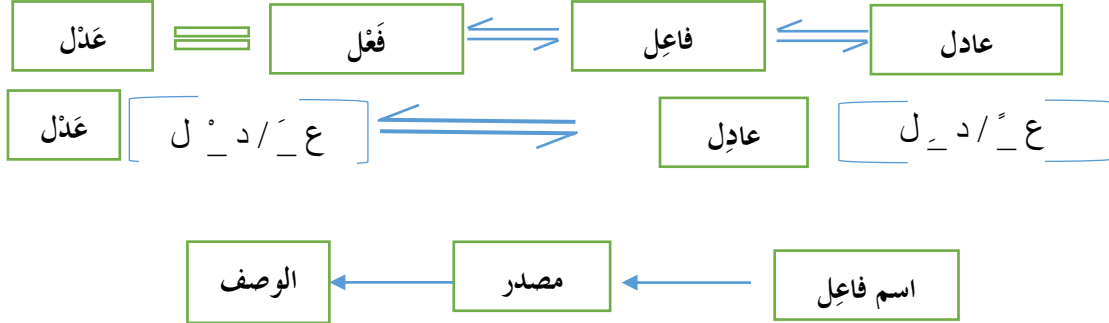 عادل فاعِل فَعْل عَدْل
ع _ً / د _ِ ل عادِل ع _َ / د _ْ ل عَدْل
اسم فاعِل مصدر الوصف